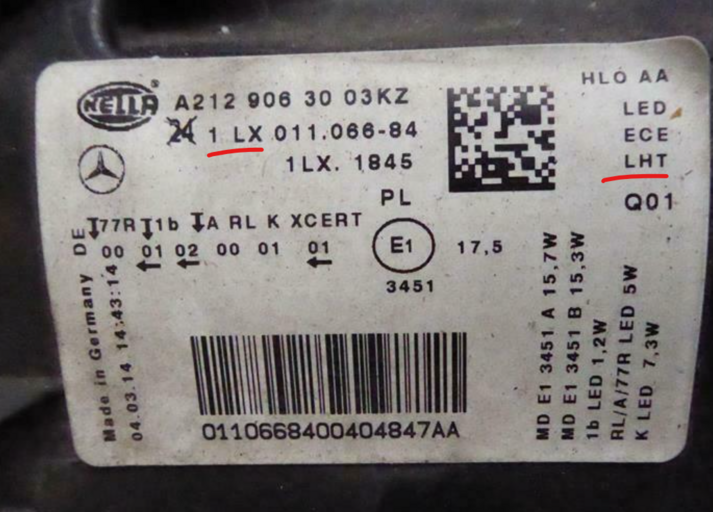 HELLA ®
A212 906 30 03KZ
24 1 LX 011.066-84
1LX. 1845
HLO AA
LED
ECE
LHT
Q01
PL
DE 77R 1b A RL K XCERT
00 01 02 00 01 01
E1
17,5
3451
Made in Germany
04.03.14 14:43:14
0110668400404847AA
MD E1 3451 A 15,7W
MD E1 3451 B 15,3W
1b LED 1,2W
RL/A/77R LED 5W
K LED 7,3W